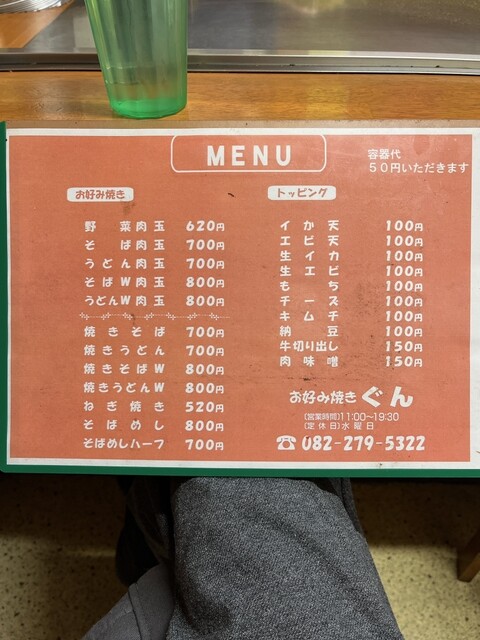 MENU
容器代
50円いただきます
お好み焼き
野菜肉玉 620円
そば肉玉 700円
うどん肉玉 700円
そばW肉玉 800円
うどんW肉玉 800円
焼きそば 700円
焼きうどん 700円
焼きそばW 800円
焼きうどんW 800円
ねぎ焼き 520円
そばめし 800円
そばめしハーフ 700円
トッピング
イカ天 100円
エビ天 100円
生イカ 100円
生エビ 100円
もち 100円
チーズ 100円
キムチ 100円
納豆 100円
牛切り出し 150円
肉味噌 150円
お好み焼き ぐん
(営業時間)11:00~19:30
(定休日)水曜日
☎082-279-5322